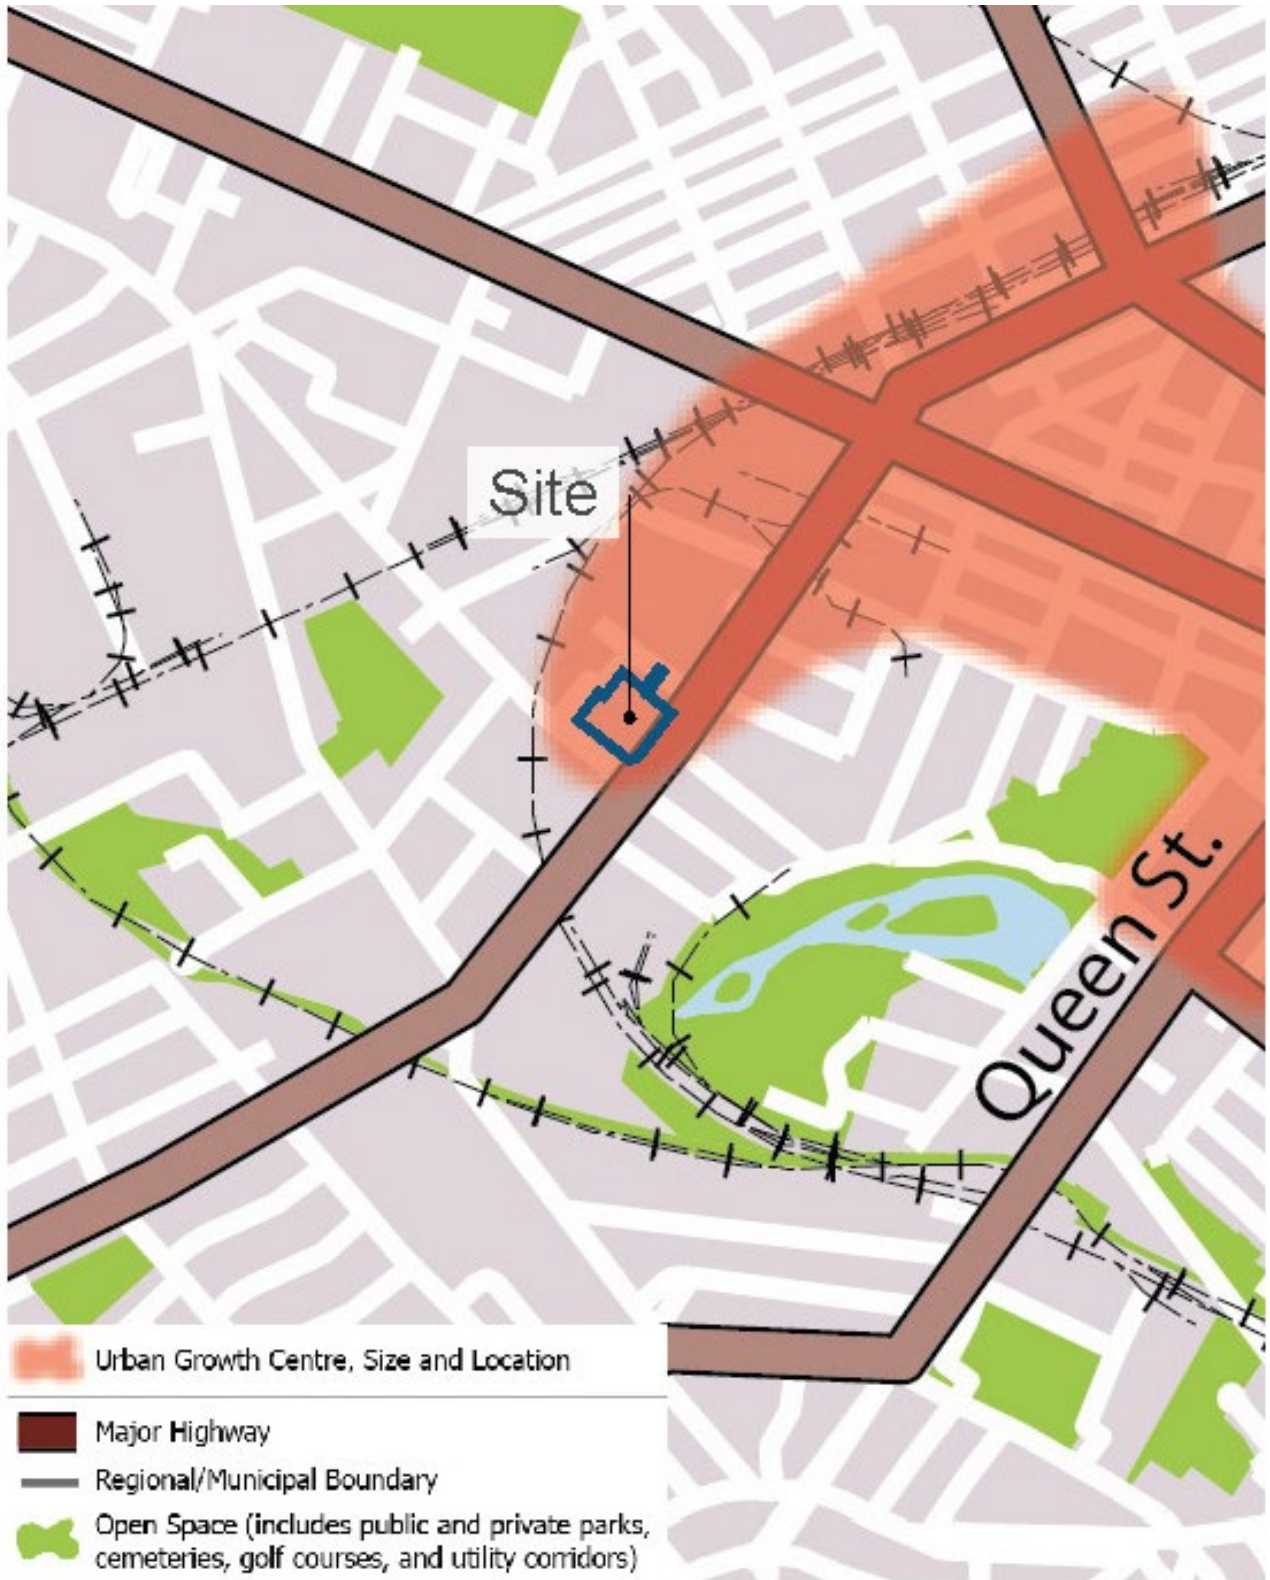 Site
Queen St.
Urban Growth Centre, Size and Location
Major Highway
Regional/Municipal Boundary
Open Space (includes public and private parks,
cemeteries, golf courses, and utility corridors)